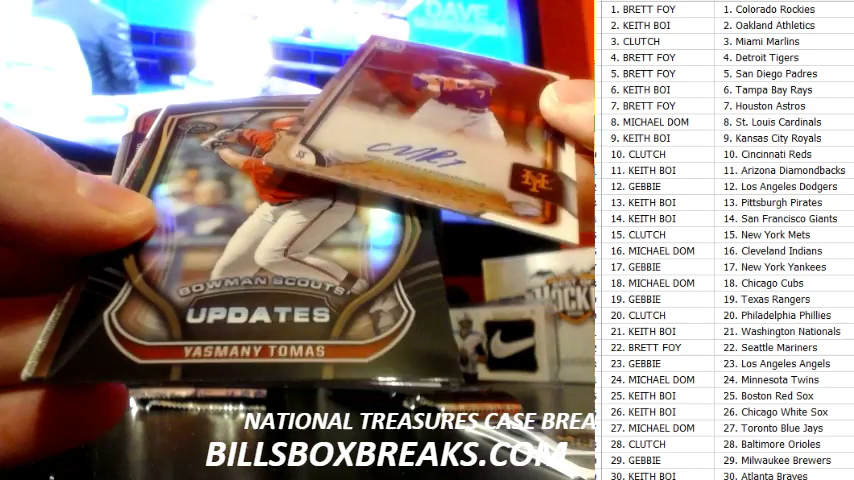 DAVE
BOWMAN SCOUTS'
UPDATES
YASMANY TOMAS
HOCKE
NATIONAL TREASURES CASE BREA
BILLSBOXBREAKS.COM
1. BRETT FOY 1. Colorado Rockies
2. KEITH BOI 2. Oakland Athletics
3. CLUTCH 3. Miami Marlins
4. BRETT FOY 4. Detroit Tigers
5. BRETT FOY 5. San Diego Padres
6. KEITH BOI 6. Tampa Bay Rays
7. BRETT FOY 7. Houston Astros
8. MICHAEL DOM 8. St. Louis Cardinals
9. KEITH BOI 9. Kansas City Royals
10. CLUTCH 10. Cincinnati Reds
11. KEITH BOI 11. Arizona Diamondbacks
12. GEBBIE 12. Los Angeles Dodgers
13. KEITH BOI 13. Pittsburgh Pirates
14. KEITH BOI 14. San Francisco Giants
15. CLUTCH 15. New York Mets
16. MICHAEL DOM 16. Cleveland Indians
17. GEBBIE 17. New York Yankees
18. MICHAEL DOM 18. Chicago Cubs
19. GEBBIE 19. Texas Rangers
20. CLUTCH 20. Philadelphia Phillies
21. KEITH BOI 21. Washington Nationals
22. BRETT FOY 22. Seattle Mariners
23. GEBBIE 23. Los Angeles Angels
24. MICHAEL DOM 24. Minnesota Twins
25. KEITH BOI 25. Boston Red Sox
26. KEITH BOI 26. Chicago White Sox
27. MICHAEL DOM 27. Toronto Blue Jays
28. CLUTCH 28. Baltimore Orioles
29. GEBBIE 29. Milwaukee Brewers
30. KEITH BOI 30. Atlanta Braves